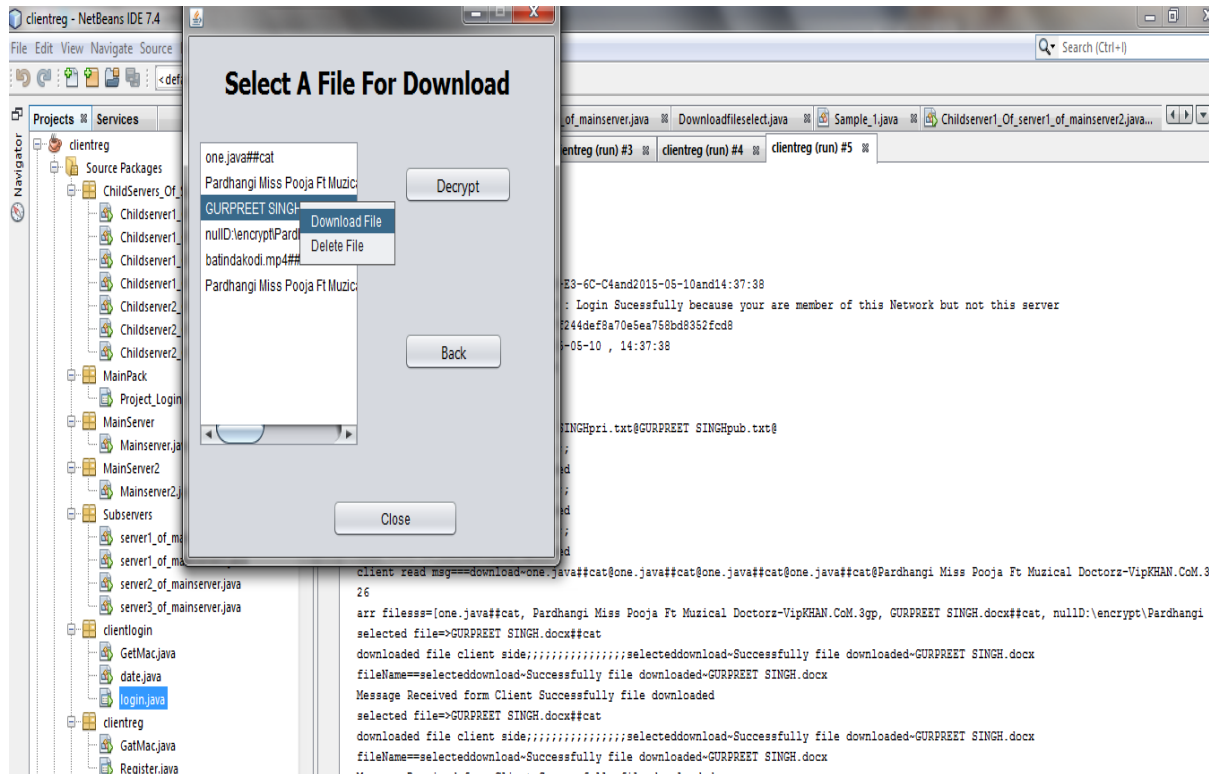 clientreg - NetBeans IDE 7.4
File Edit View Navigate Source
Search (Ctrl+I)
<def
Projects Services
_of_mainserver.java Downloadfileselect.java Sample_1.java Childserver1_Of_server1_of_mainserver2.java...
entreg (run) #3 clientreg (run) #4 clientreg (run) #5
Navigator
clientreg
Source Packages
ChildServers_Of_
Childserver1_
Childserver1_
Childserver1_
Childserver1_
Childserver2_
Childserver2_
Childserver2_
MainPack
Project_Login
MainServer
Mainserver.ja
MainServer2
Mainserver2.j
Subservers
server1_of_ma
server1_of_mainserver.java
server2_of_mainserver.java
server3_of_mainserver.java
clientlogin
GetMac.java
date.java
login.java
clientreg
GatMac.java
Register.java
Select A File For Download
one.java##cat
Pardhangi Miss Pooja Ft Muzic
GURPREET SINGH
nullD:\encrypt\Pardh
batindakodi.mp4##
Pardhangi Miss Pooja Ft Muzic
Download File
Delete File
Decrypt
Back
Close
-E3-6C-C4and2015-05-10and14:37:38
: Login Sucessfully because your are member of this Network but not this server
f244def8a70e5ea758bd8352fcd8
5-05-10 , 14:37:38
SINGHpri.txt@GURPREET SINGHpub.txt@
;
ed
;
ed
;
ed
client read msg===download~one.java##cat@one.java##cat@one.java##cat@one.java##cat@Pardhangi Miss Pooja Ft Muzical Doctorz-VipKHAN.CoM.3
26
arr filesss=[one.java##cat, Pardhangi Miss Pooja Ft Muzical Doctorz-VipKHAN.CoM.3gp, GURPREET SINGH.docx##cat, nullD:\encrypt\Pardhangi
selected file=>GURPREET SINGH.docx##cat
downloaded file client side;;;;;;;;;;;;;;;;selecteddownload~Successfully file downloaded~GURPREET SINGH.docx
fileName==selecteddownload~Successfully file downloaded~GURPREET SINGH.docx
Message Received form Client Successfully file downloaded
selected file=>GURPREET SINGH.docx##cat
downloaded file client side;;;;;;;;;;;;;;;;selecteddownload~Successfully file downloaded~GURPREET SINGH.docx
fileName==selecteddownload~Successfully file downloaded~GURPREET SINGH.docx